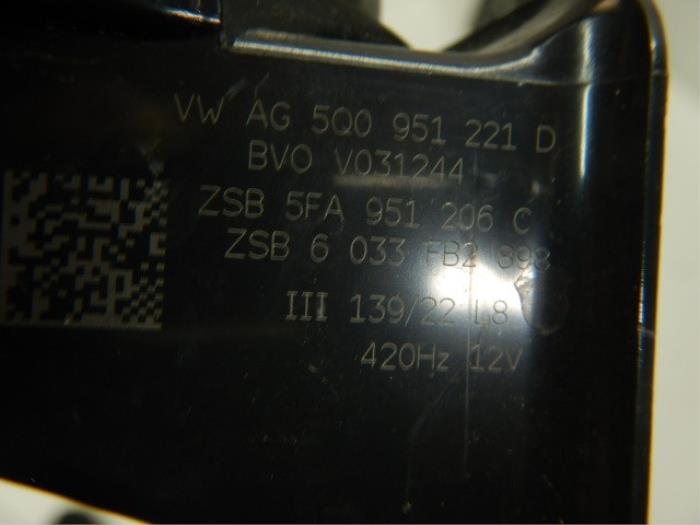 VW AG 5Q0 951 221 D
BVO V031244
ZSB 5FA 951 206 C
ZSB 6 033 FB2 898
III 139/22 L8
420Hz 12V